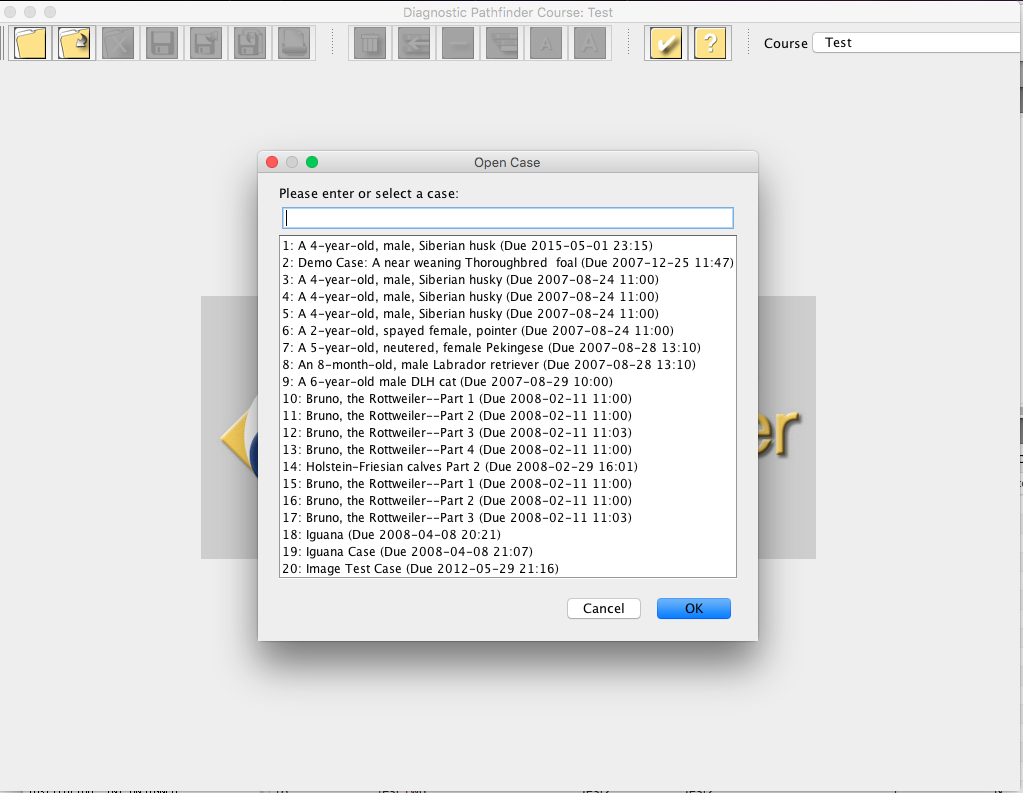 Diagnostic Pathfinder Course: Test
Course Test
Open Case
Please enter or select a case:
1: A 4-year-old, male, Siberian husk (Due 2015-05-01 23:15)
2: Demo Case: A near weaning Thoroughbred  foal (Due 2007-12-25 11:47)
3: A 4-year-old, male, Siberian husky (Due 2007-08-24 11:00)
4: A 4-year-old, male, Siberian husky (Due 2007-08-24 11:00)
5: A 4-year-old, male, Siberian husky (Due 2007-08-24 11:00)
6: A 2-year-old, spayed female, pointer (Due 2007-08-24 11:00)
7: A 5-year-old, neutered, female Pekingese (Due 2007-08-28 13:10)
8: An 8-month-old, male Labrador retriever (Due 2007-08-28 13:10)
9: A 6-year-old male DLH cat (Due 2007-08-29 10:00)
10: Bruno, the Rottweiler--Part 1 (Due 2008-02-11 11:00)
11: Bruno, the Rottweiler--Part 2 (Due 2008-02-11 11:00)
12: Bruno, the Rottweiler--Part 3 (Due 2008-02-11 11:03)
13: Bruno, the Rottweiler--Part 4 (Due 2008-02-11 11:00)
14: Holstein-Friesian calves Part 2 (Due 2008-02-29 16:01)
15: Bruno, the Rottweiler--Part 1 (Due 2008-02-11 11:00)
16: Bruno, the Rottweiler--Part 2 (Due 2008-02-11 11:00)
17: Bruno, the Rottweiler--Part 3 (Due 2008-02-11 11:03)
18: Iguana (Due 2008-04-08 20:21)
19: Iguana Case (Due 2008-04-08 21:07)
20: Image Test Case (Due 2012-05-29 21:16)
er
Cancel OK